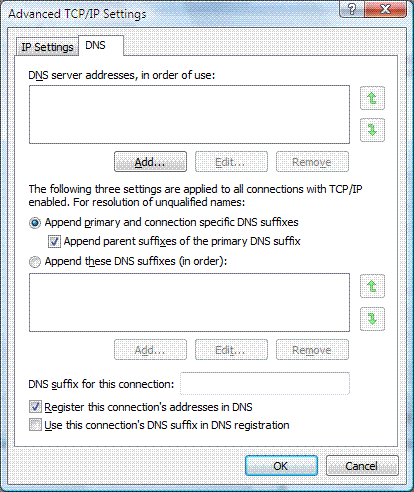 Advanced TCP/IP Settings
IP Settings
DNS
DNS server addresses, in order of use:
Add...
Edit...
Remove
The following three settings are applied to all connections with TCP/IP
enabled. For resolution of unqualified names:
Append primary and connection specific DNS suffixes
Append parent suffixes of the primary DNS suffix
Append these DNS suffixes (in order):
Add...
Edit...
Remove
DNS suffix for this connection:
Register this connection's addresses in DNS
Use this connection's DNS suffix in DNS registration
OK
Cancel